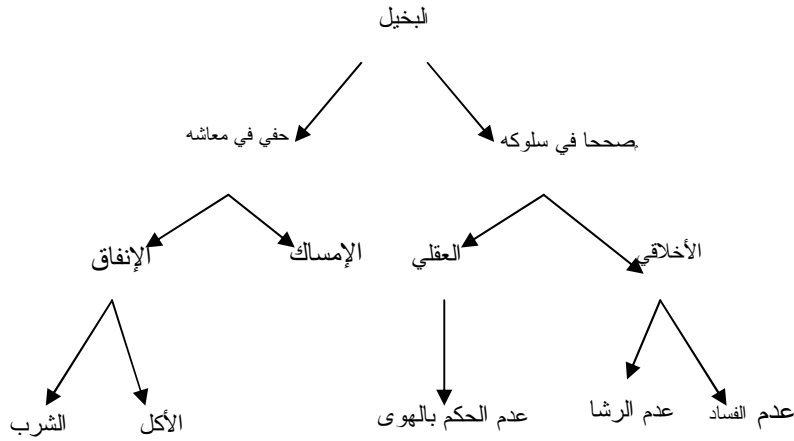 البخيل
صححا في سلوكه
حفي في معاشه
الأخلاقي
العقلي
الإمساك
الإنفاق
عدم الفساد
عدم الرشا
عدم الحكم بالهوى
الأكل
الشرب